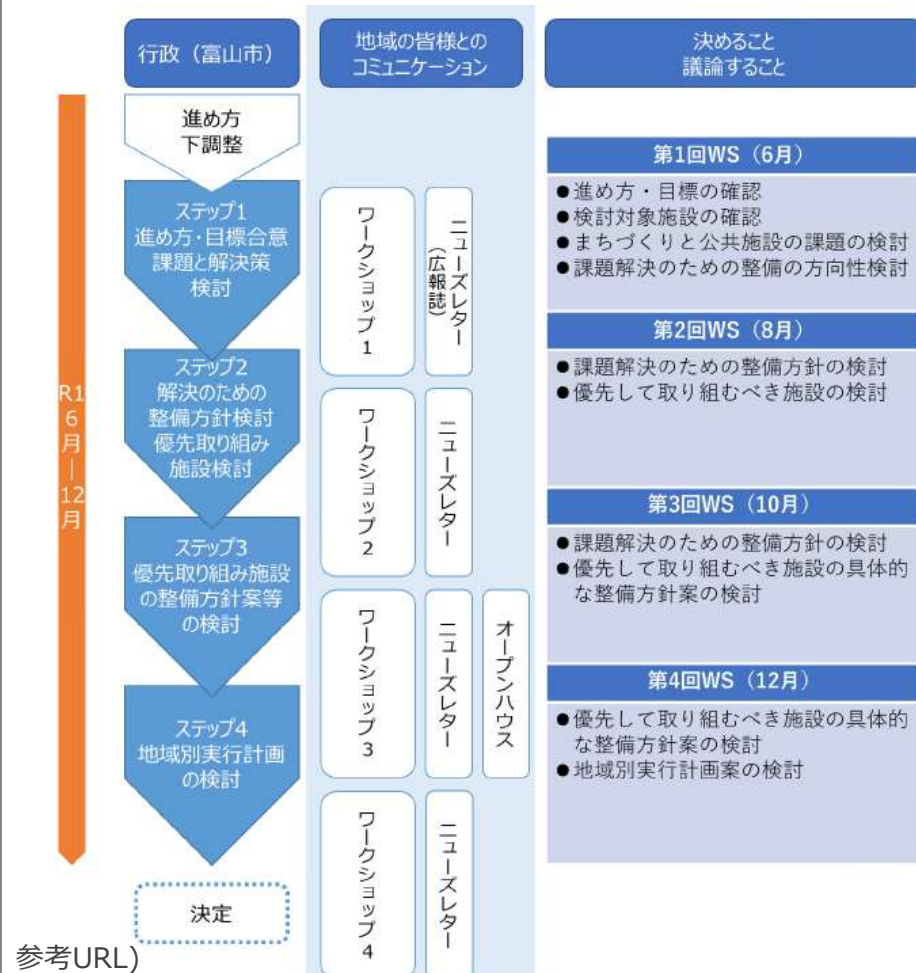 行政（富山市）
地域の皆様との
コミュニケーション
決めること
議論すること
R1
6
月
｜
12
月
進め方
下調整
ステップ1
進め方・目標合意
課題と解決策
検討
ステップ2
解決のための
整備方針検討
優先取り組み
施設検討
ステップ3
優先取り組み施設
の整備方針案等
の検討
ステップ4
地域別実行計画
の検討
決定
ワークショップ1
ニューズレター
（広報誌）
ワークショップ2
ニューズレター
ワークショップ3
ニューズレター
オープンハウス
ワークショップ4
ニューズレター
第1回WS（6月）
●進め方・目標の確認
●検討対象施設の確認
●まちづくりと公共施設の課題の検討
●課題解決のための整備の方向性検討
第2回WS（8月）
●課題解決のための整備方針の検討
●優先して取り組むべき施設の検討
第3回WS（10月）
●課題解決のための整備方針の検討
●優先して取り組むべき施設の具体的
な整備方針案の検討
第4回WS（12月）
●優先して取り組むべき施設の具体的
な整備方針案の検討
●地域別実行計画案の検討
参考URL)